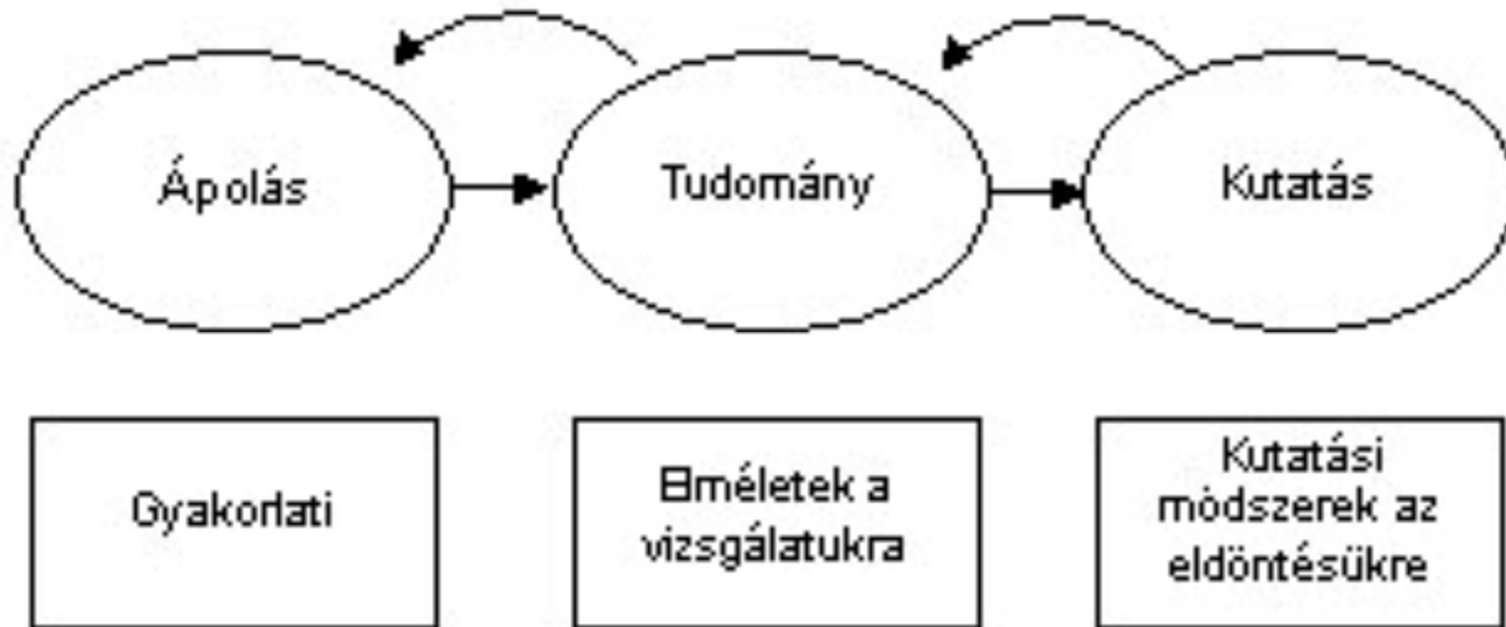 Ápolás
Tudomány
Kutatás
Gyakorlati
Elméletek a
vizsgálatukra
Kutatási
módszerek az
eldöntésükre